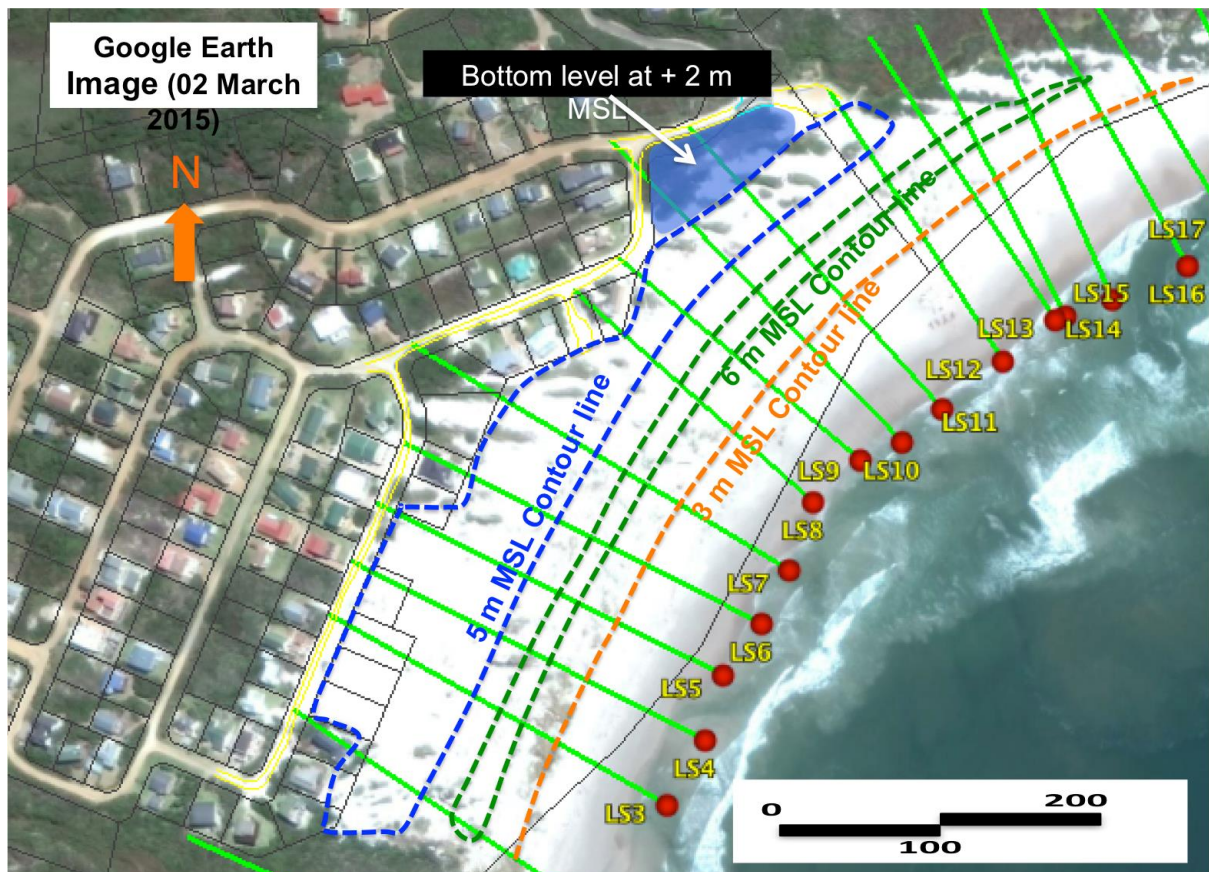 Google Earth
Image (02 March
2015)
Bottom level at + 2 m
MSL
N
5 m MSL Contour line
6 m MSL Contour line
3 m MSL Contour line
LS17
LS16
LS15
LS14
LS13
LS12
LS11
LS10
LS9
LS8
LS7
LS6
LS5
LS4
LS3
0
200
100